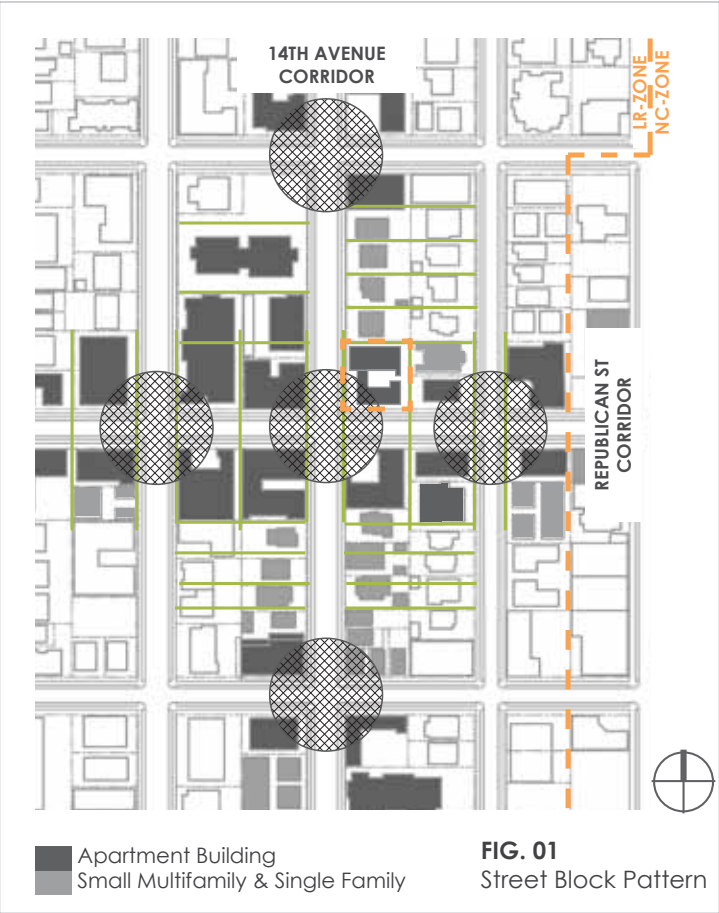 14TH AVENUE
CORRIDOR
LR-ZONE
NC-ZONE
REPUBLICAN ST
CORRIDOR
Apartment Building
Small Multifamily & Single Family
FIG. 01
Street Block Pattern